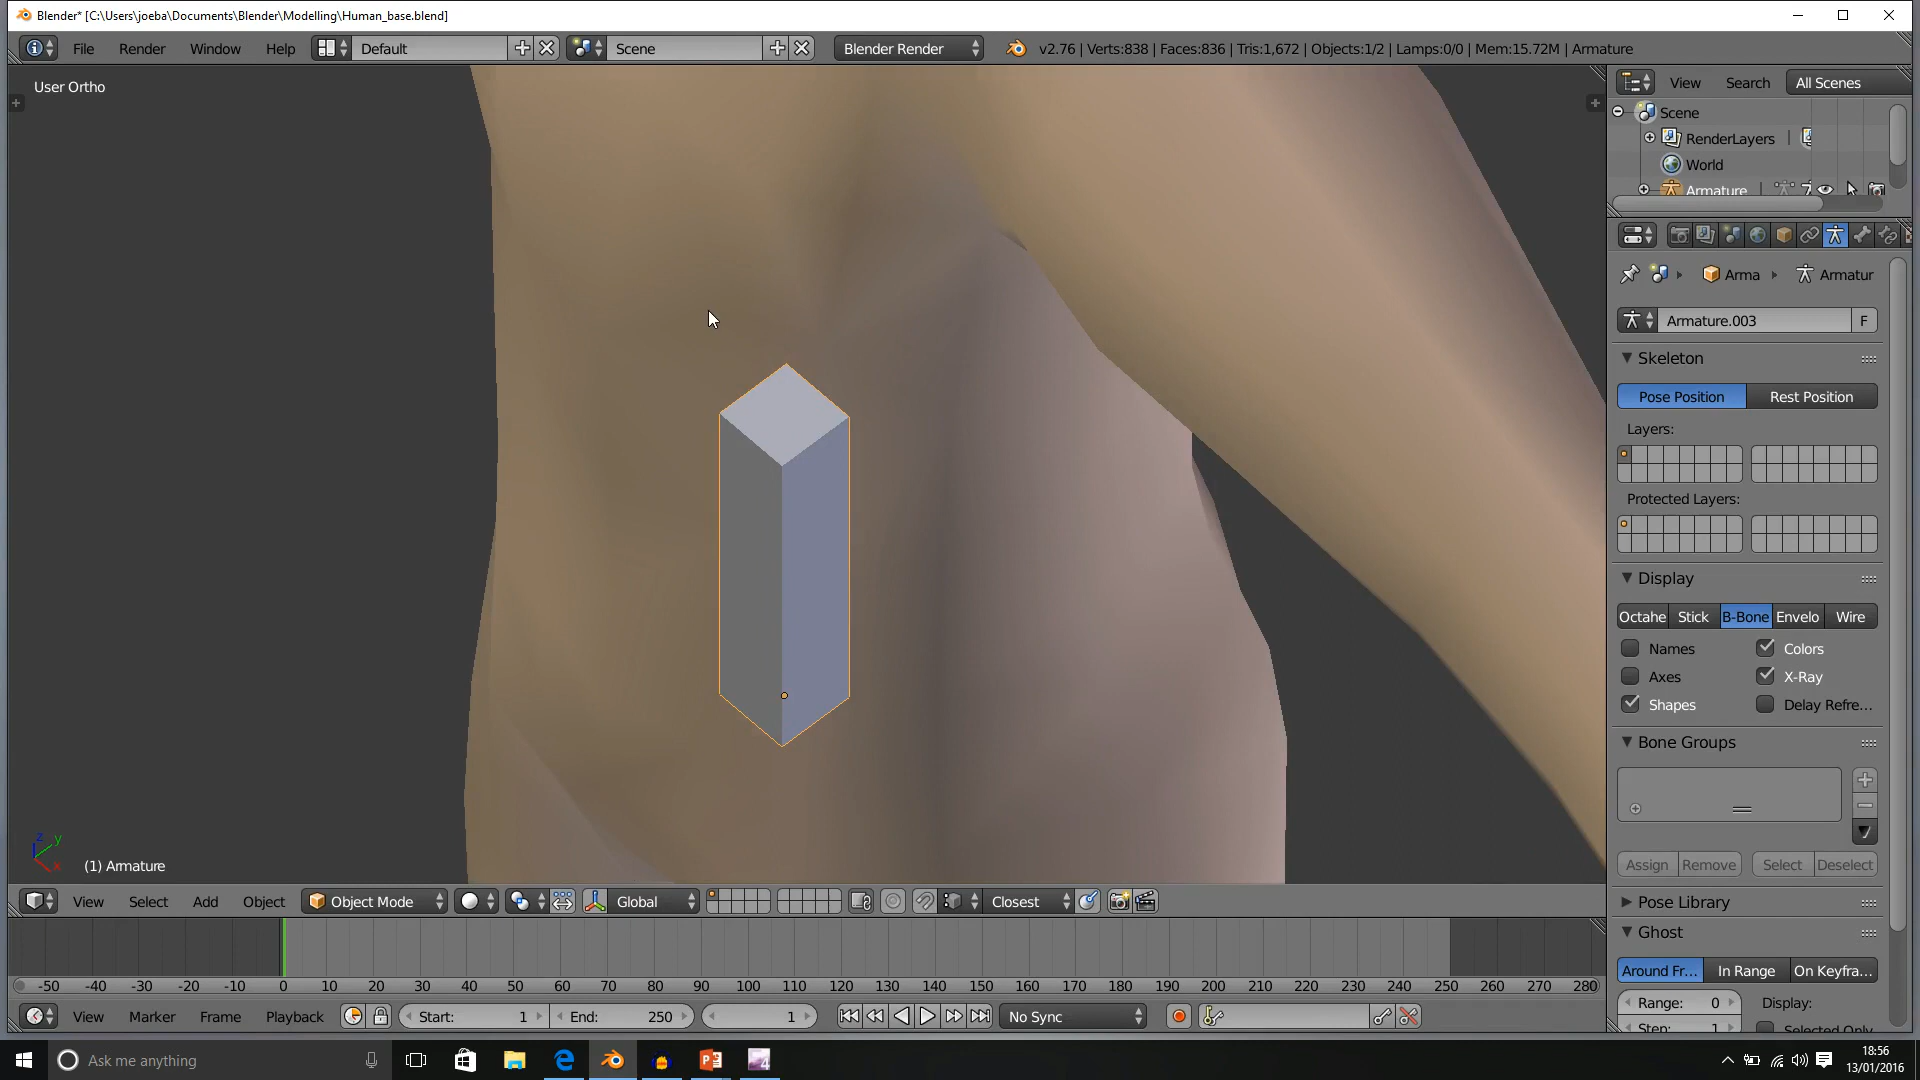 Blender* [C:\Users\joeba\Documents\Blender\Modelling\Human_base.blend]
File Render Window Help Default Scene Blender Render v2.76 | Verts:838 | Faces:836 | Tris:1,672 | Objects:1/2 | Lamps:0/0 | Mem:15.72M | Armature
User Ortho
View Search All Scenes
Scene
RenderLayers
World
Armature
Arma Armatur
Armature.003 F
Skeleton
Pose Position Rest Position
Layers:
Protected Layers:
Display
Octahe Stick B-Bone Envelo Wire
Names Colors
Axes X-Ray
Shapes Delay Refre...
Bone Groups
Assign Remove Select Deselect
Pose Library
Ghost
Around Fr... In Range On Keyfra...
Range: 0 Display:
Step: 1 Selected Only
z y x
(1) Armature
View Select Add Object Object Mode Global Closest
-50 -40 -30 -20 -10 0 10 20 30 40 50 60 70 80 90 100 110 120 130 140 150 160 170 180 190 200 210 220 230 240 250 260 270 280
View Marker Frame Playback Start: 1 End: 250 1 No Sync
Ask me anything
18:56
13/01/2016